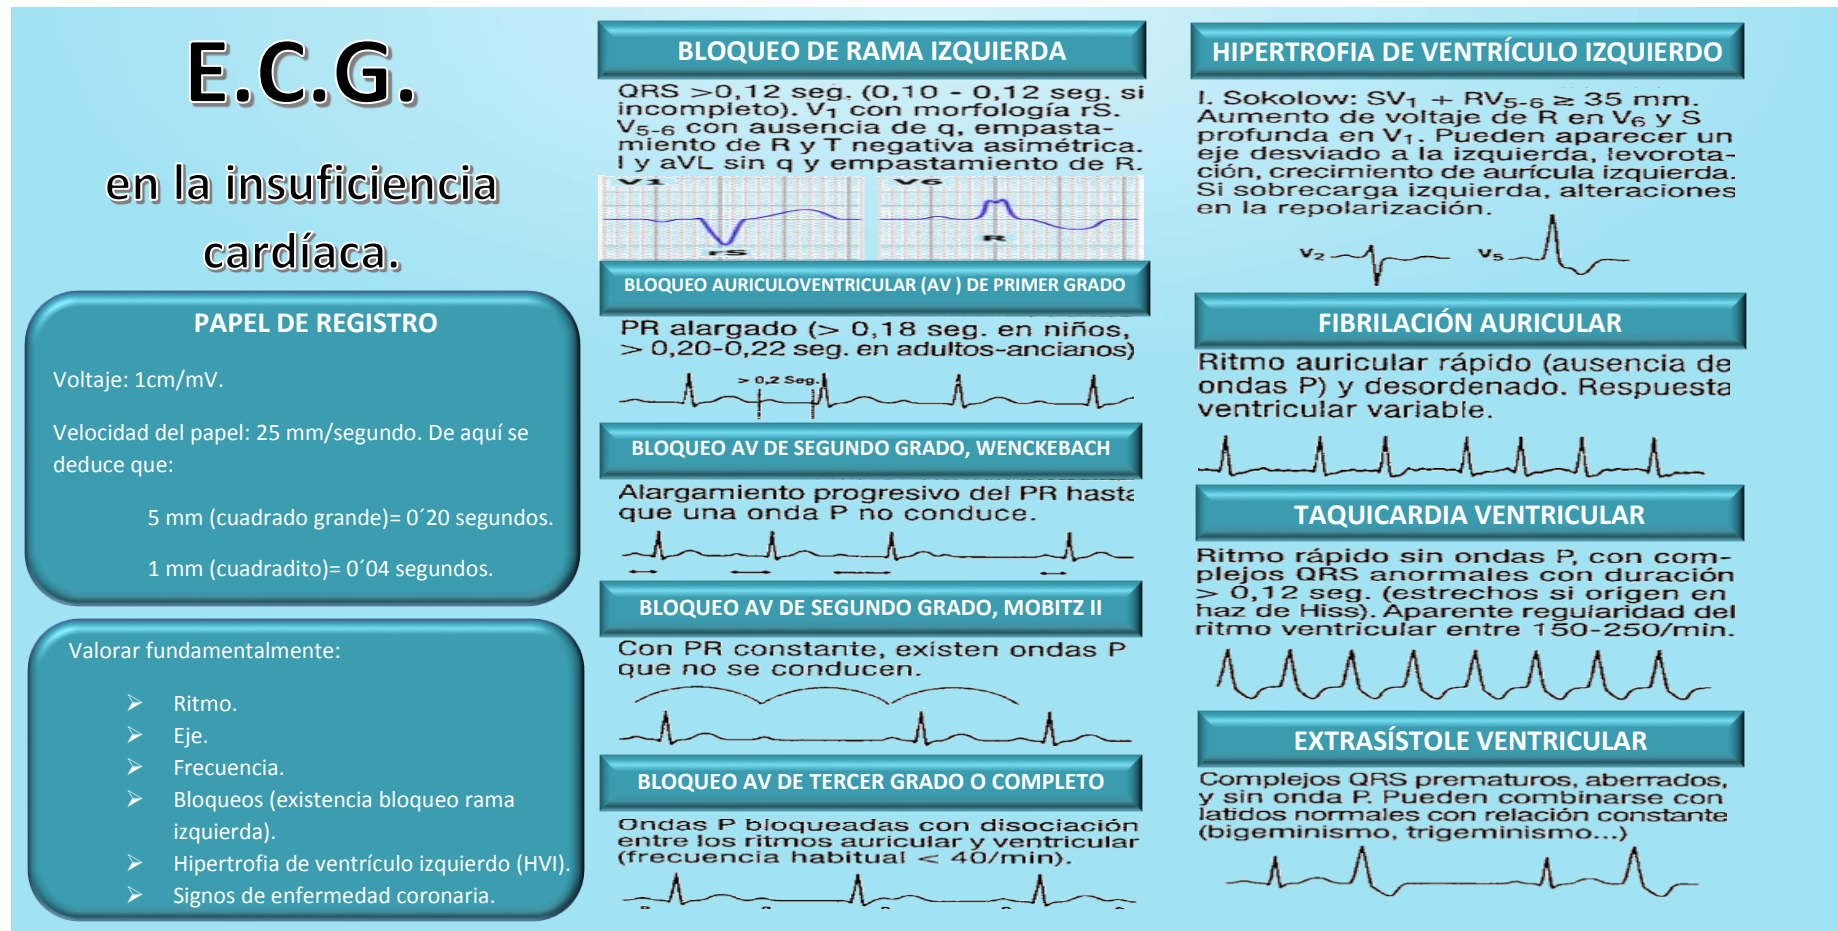 E.C.G.
en la insuficiencia
cardíaca.
PAPEL DE REGISTRO
Voltaje: 1cm/mV.
Velocidad del papel: 25 mm/segundo. De aquí se
deduce que:
5 mm (cuadrado grande)= 0´20 segundos.
1 mm (cuadradito)= 0´04 segundos.
Valorar fundamentalmente:
➢ Ritmo.
➢ Eje.
➢ Frecuencia.
➢ Bloqueos (existencia bloqueo rama
izquierda).
➢ Hipertrofia de ventrículo izquierdo (HVI).
➢ Signos de enfermedad coronaria.
BLOQUEO DE RAMA IZQUIERDA
QRS >0,12 seg. (0,10 - 0,12 seg. si
incompleto). V1 con morfología rS.
V5-6 con ausencia de q, empasta-
miento de R y T negativa asimétrica.
I y aVL sin q y empastamiento de R.
V1 V6
rS R
BLOQUEO AURICULOVENTRICULAR (AV ) DE PRIMER GRADO
PR alargado (> 0,18 seg. en niños,
> 0,20-0,22 seg. en adultos-ancianos)
> 0,2 Seg.
BLOQUEO AV DE SEGUNDO GRADO, WENCKEBACH
Alargamiento progresivo del PR hasta
que una onda P no conduce.
BLOQUEO AV DE SEGUNDO GRADO, MOBITZ II
Con PR constante, existen ondas P
que no se conducen.
BLOQUEO AV DE TERCER GRADO O COMPLETO
Ondas P bloqueadas con disociación
entre los ritmos auricular y ventricular
(frecuencia habitual < 40/min).
HIPERTROFIA DE VENTRÍCULO IZQUIERDO
I. Sokolow: SV1 + RV5-6 ≥ 35 mm.
Aumento de voltaje de R en V6 y S
profunda en V1. Pueden aparecer un
eje desviado a la izquierda, levorota-
ción, crecimiento de aurícula izquierda.
Si sobrecarga izquierda, alteraciones
en la repolarización.
V2 V5
FIBRILACIÓN AURICULAR
Ritmo auricular rápido (ausencia de
ondas P) y desordenado. Respuesta
ventricular variable.
TAQUICARDIA VENTRICULAR
Ritmo rápido sin ondas P, con com-
plejos QRS anormales con duración
> 0,12 seg. (estrechos si origen en
haz de Hiss). Aparente regularidad del
ritmo ventricular entre 150-250/min.
EXTRASÍSTOLE VENTRICULAR
Complejos QRS prematuros, aberrados,
y sin onda P. Pueden combinarse con
latidos normales con relación constante
(bigeminismo, trigeminismo...)